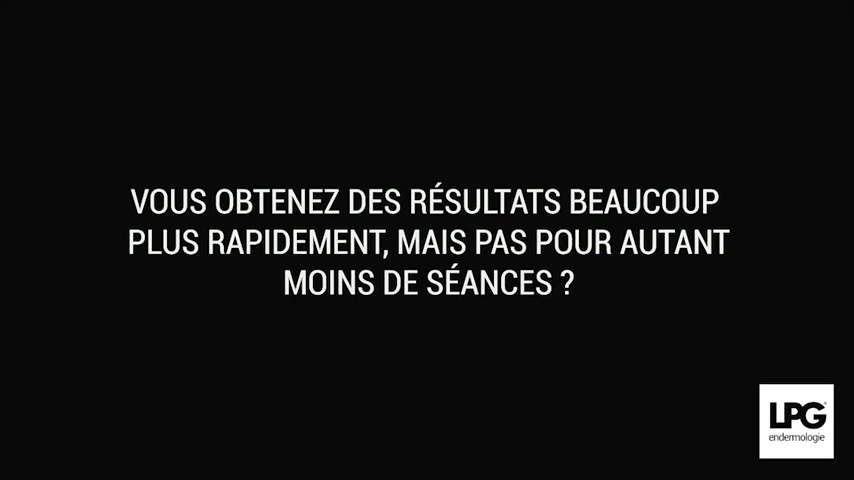 VOUS OBTENEZ DES RÉSULTATS BEAUCOUP
PLUS RAPIDEMENT, MAIS PAS POUR AUTANT
MOINS DE SÉANCES ?
LPG
endermologie